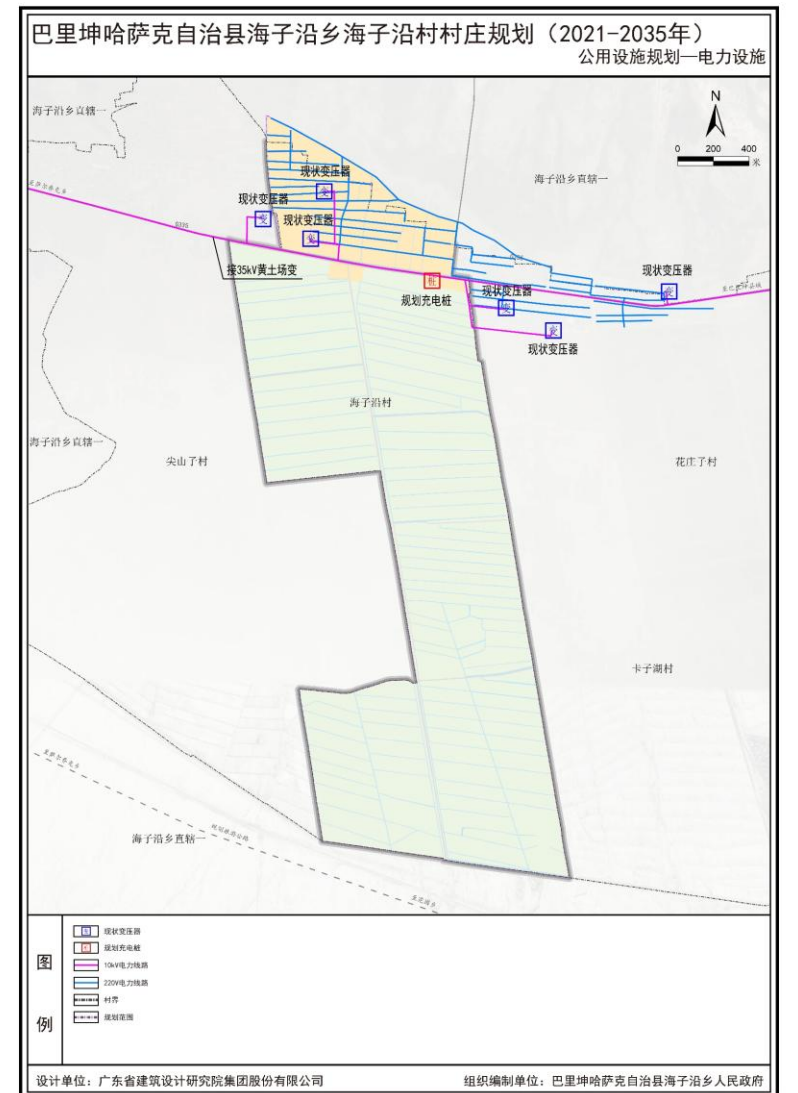 巴里坤哈萨克自治县海子沿乡海子沿村村庄规划（2021-2035年）
公用设施规划—电力设施
N
0 200 400
米
海子沿乡直辖一
海子沿乡直辖一
现状变压器
变
现状变压器
变
现状变压器
变
接35kV黄土场变
桩
规划充电桩
现状变压器
变
现状变压器
变
变
现状变压器
海子沿村
海子沿乡直辖一
尖山子村
花庄子村
卡子湖村
海子沿乡直辖一
图例
变 现状变压器
桩 规划充电桩
10kV电力线路
220V电力线路
村界
规划范围
设计单位：广东省建筑设计研究院集团股份有限公司
组织编制单位：巴里坤哈萨克自治县海子沿乡人民政府